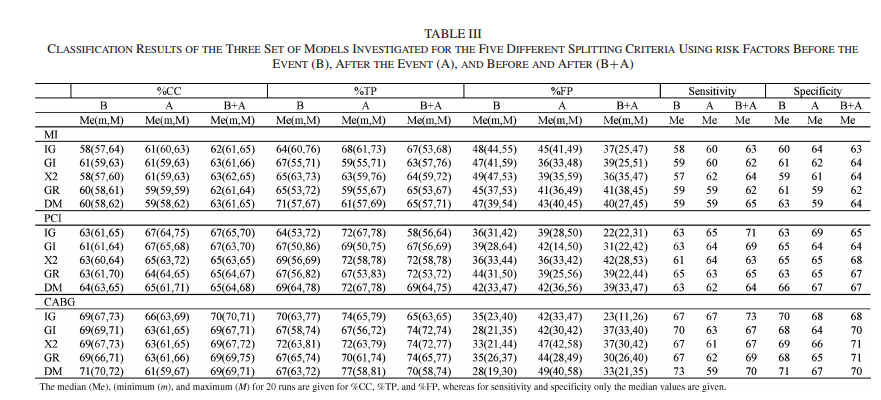 TABLE III
CLASSIFICATION RESULTS OF THE THREE SET OF MODELS INVESTIGATED FOR THE FIVE DIFFERENT SPLITTING CRITERIA USING RISK FACTORS BEFORE THE
EVENT (B), AFTER THE EVENT (A), AND BEFORE AND AFTER (B+A)
%CC %TP %FP Sensitivity Specificity
B A B+A B A B+A B A B+A B A B+A B A B+A
Me(m,M) Me(m,M) Me(m,M) Me(m,M) Me(m,M) Me(m,M) Me(m,M) Me(m,M) Me(m,M) Me Me Me Me Me Me
MI
IG 58(57,64) 61(60,63) 62(61,65) 64(60,76) 68(61,73) 67(53,68) 48(44,55) 45(41,49) 37(25,47) 58 60 63 60 64 63
GI 61(59,63) 61(59,63) 63(61,66) 67(55,71) 59(55,71) 63(57,76) 47(41,59) 36(33,48) 39(25,51) 59 60 62 61 62 64
X2 58(57,60) 61(59,63) 63(62,65) 65(63,73) 63(59,76) 64(59,72) 49(47,53) 39(35,59) 36(35,47) 57 62 64 59 61 64
GR 60(58,61) 59(59,59) 62(61,64) 65(53,72) 59(55,67) 65(53,67) 45(37,53) 41(36,49) 41(38,45) 59 59 62 61 59 62
DM 60(58,62) 59(58,62) 63(61,65) 71(57,67) 61(57,69) 65(57,71) 47(39,54) 43(40,45) 40(27,45) 59 59 65 63 59 64
PCI
IG 63(61,65) 67(64,75) 67(65,70) 64(53,72) 72(67,78) 58(56,64) 36(31,42) 39(28,50) 22(22,31) 63 65 71 63 69 65
GI 61(61,64) 67(65,68) 67(63,70) 67(50,86) 69(50,75) 67(56,69) 39(28,64) 42(14,50) 31(22,42) 63 64 69 65 64 64
X2 63(60,64) 65(63,72) 65(63,65) 69(56,69) 72(58,78) 72(58,78) 36(33,44) 36(33,42) 42(28,53) 61 64 63 65 65 68
GR 63(61,70) 64(64,65) 65(64,67) 67(56,82) 67(53,83) 72(53,72) 44(31,50) 39(25,56) 39(22,44) 65 63 65 63 65 67
DM 64(63,65) 65(61,71) 65(64,68) 69(64,78) 72(67,78) 69(64,75) 42(33,47) 42(36,56) 39(33,47) 63 62 64 66 67 67
CABG
IG 69(67,73) 66(63,69) 70(70,71) 70(63,77) 74(65,79) 65(63,65) 35(23,40) 42(33,47) 23(11,26) 67 67 73 70 68 68
GI 69(69,71) 63(61,65) 69(67,71) 67(58,74) 67(56,72) 74(72,74) 28(21,35) 42(30,42) 37(33,40) 70 63 67 68 64 70
X2 69(67,73) 63(61,65) 69(67,72) 72(63,81) 72(63,79) 74(72,77) 33(21,44) 47(42,58) 37(30,42) 67 61 67 69 66 71
GR 69(66,71) 63(61,66) 69(69,75) 67(65,74) 70(61,74) 74(65,77) 35(26,37) 44(28,49) 30(26,40) 67 62 69 68 65 71
DM 71(70,72) 61(59,67) 69(69,71) 67(63,72) 77(58,81) 70(58,74) 28(19,30) 49(40,58) 33(21,35) 73 59 70 71 67 70
The median (Me), (minimum (m), and maximum (M) for 20 runs are given for %CC, %TP, and %FP, whereas for sensitivity and specificity only the median values are given.